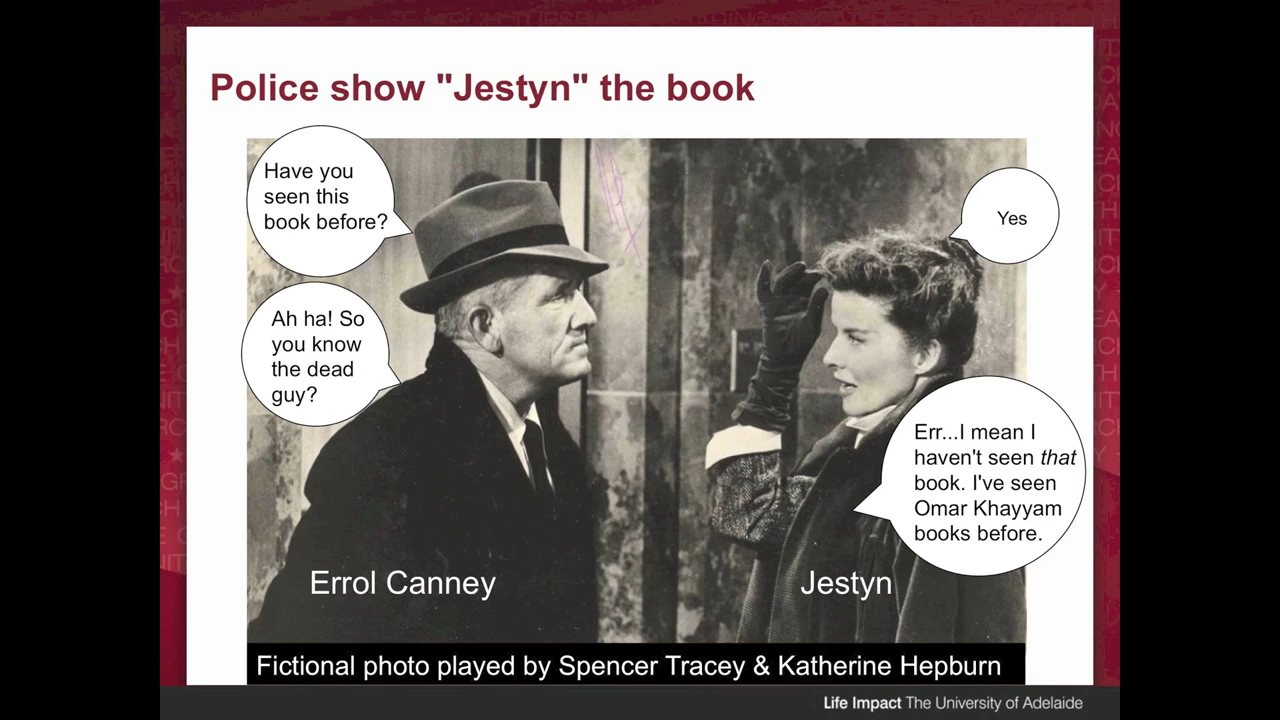 Police show "Jestyn" the book
Have you
seen this
book before?
Yes
Ah ha! So
you know
the dead
guy?
Err...I mean I
haven't seen that
book. I've seen
Omar Khayyam
books before.
Errol Canney
Jestyn
Fictional photo played by Spencer Tracey & Katherine Hepburn
Life Impact The University of Adelaide